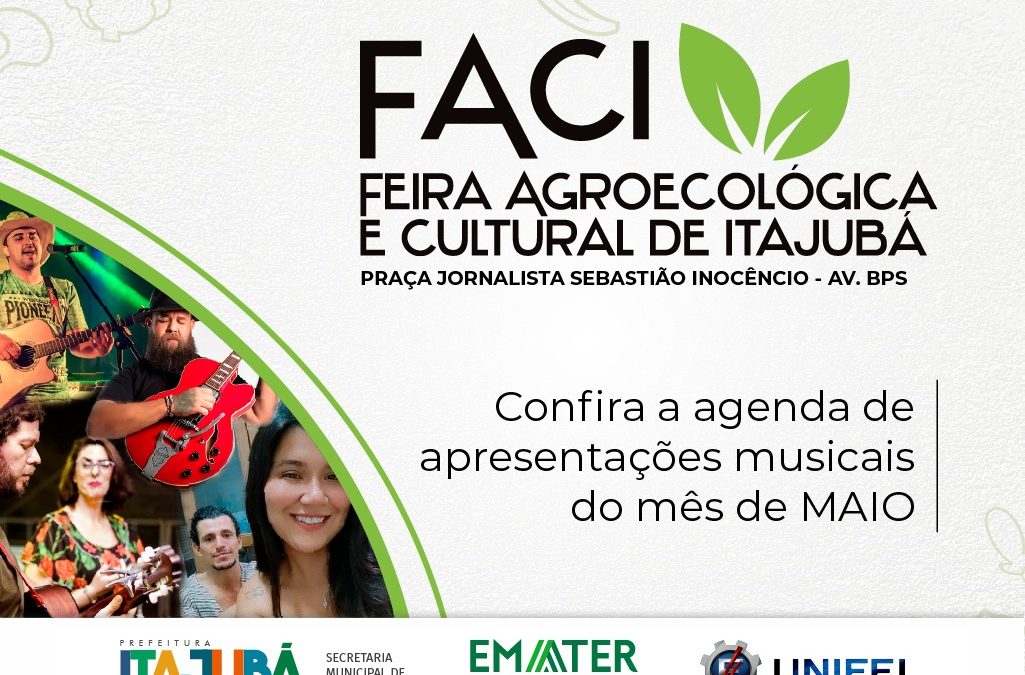 FACI
FEIRA AGROECOLÓGICA
E CULTURAL DE ITAJUBÁ
PRAÇA JORNALISTA SEBASTIÃO INOCÊNCIO - AV. BPS
PIONEE
Confira a agenda de
apresentações musicais
do mês de MAIO
PREFEITURA
ITAJUBÁ
SECRETARIA
MUNICIPAL DE
EMATER
UNIFEI